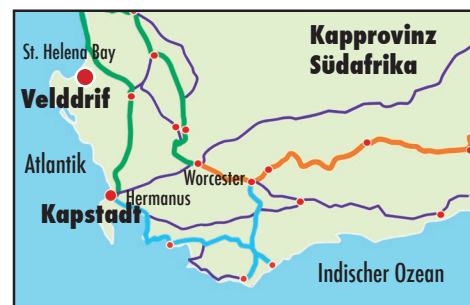 Kapprovinz
Südafrika
St. Helena Bay
Velddrif
Atlantik
Worcester
Hermanus
Kapstadt
Indischer Ozean